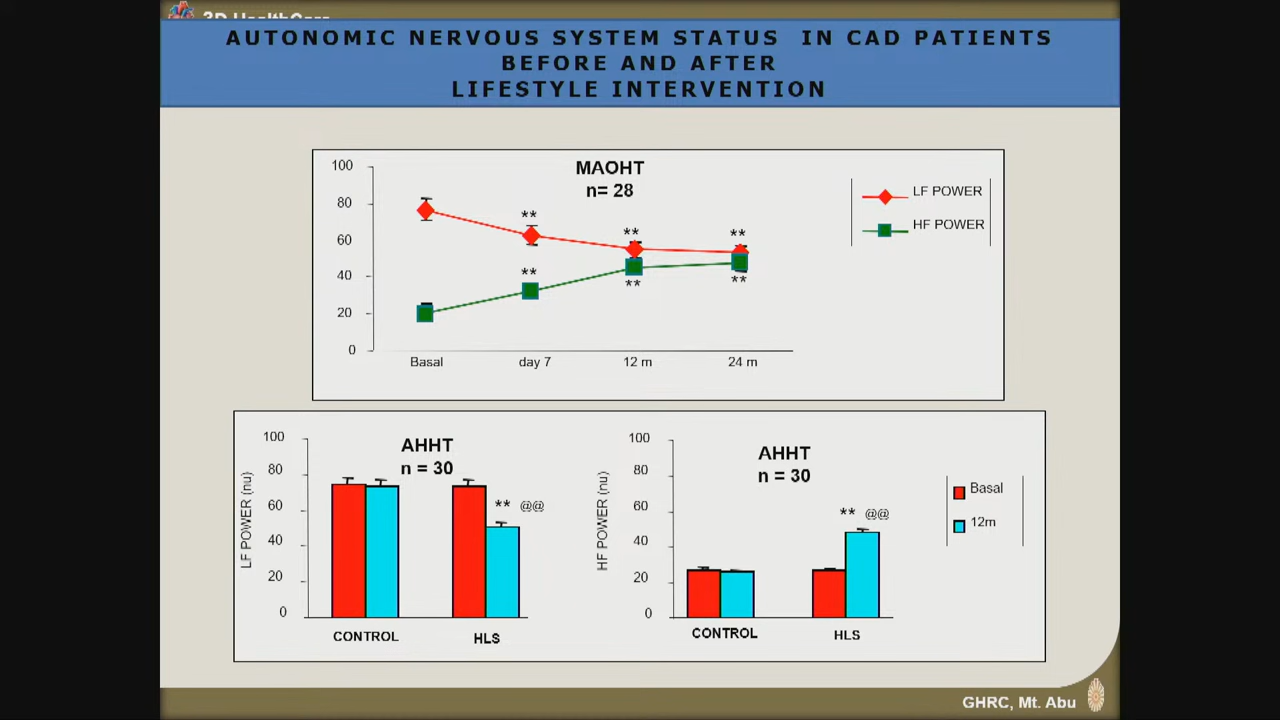 3D HealthCare
AUTONOMIC NERVOUS SYSTEM STATUS IN CAD PATIENTS
BEFORE AND AFTER
LIFESTYLE INTERVENTION
MAOHT
n= 28
100
80
60
40
20
0
**
**
**
**
**
**
Basal
day 7
12 m
24 m
LF POWER
HF POWER
AHHT
n = 30
LF POWER (nu)
100
80
60
40
20
0
** @@
CONTROL
HLS
AHHT
n = 30
HF POWER (nu)
100
80
60
40
20
0
** @@
CONTROL
HLS
Basal
12m
GHRC, Mt. Abu